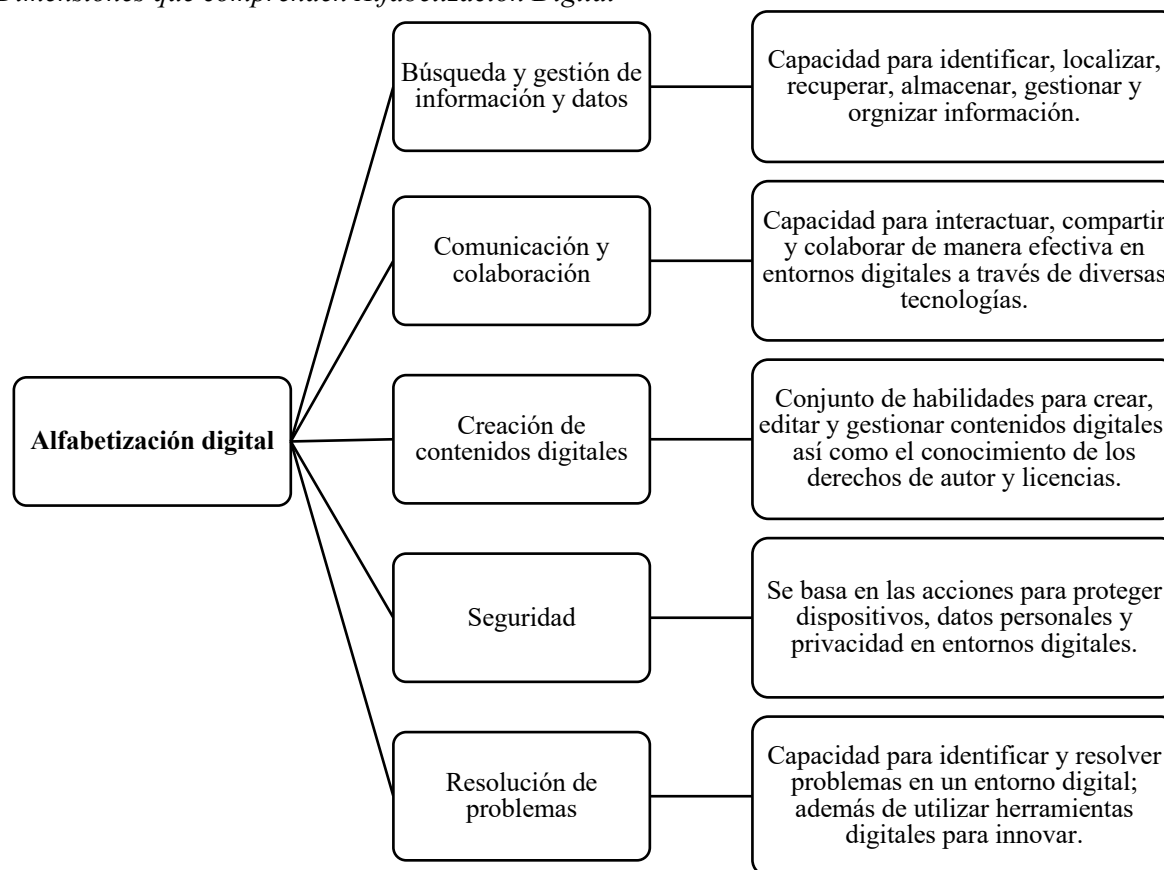 Dimensiones que comprenden Alfabetización Digital
Alfabetización digital
Búsqueda y gestión de
información y datos
Capacidad para identificar, localizar,
recuperar, almacenar, gestionar y
orgnizar información.
Comunicación y
colaboración
Capacidad para interactuar, compartir
y colaborar de manera efectiva en
entornos digitales a través de diversas
tecnologías.
Creación de
contenidos digitales
Conjunto de habilidades para crear,
editar y gestionar contenidos digitales
así como el conocimiento de los
derechos de autor y licencias.
Seguridad
Se basa en las acciones para proteger
dispositivos, datos personales y
privacidad en entornos digitales.
Resolución de
problemas
Capacidad para identificar y resolver
problemas en un entorno digital;
además de utilizar herramientas
digitales para innovar.